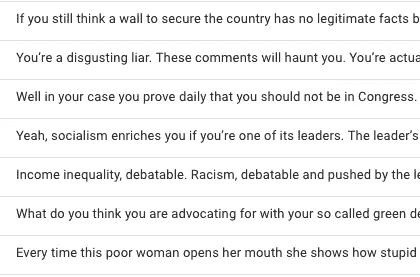 If you still think a wall to secure the country has no legitimate facts
You’re a disgusting liar. These comments will haunt you. You’re
Well in your case you prove daily that you should not be in Congress.
Yeah, socialism enriches you if you’re one of its leaders. The leader’s
Income inequality, debatable. Racism, debatable and pushed by the
What do you think you are advocating for with your so called green
Every time this poor woman opens her mouth she shows how stupid